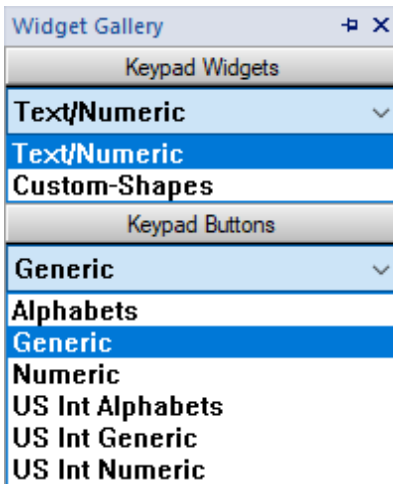 Widget Gallery
Keypad Widgets
Text/Numeric
Text/Numeric
Custom-Shapes
Keypad Buttons
Generic
Alphabets
Generic
Numeric
US Int Alphabets
US Int Generic
US Int Numeric